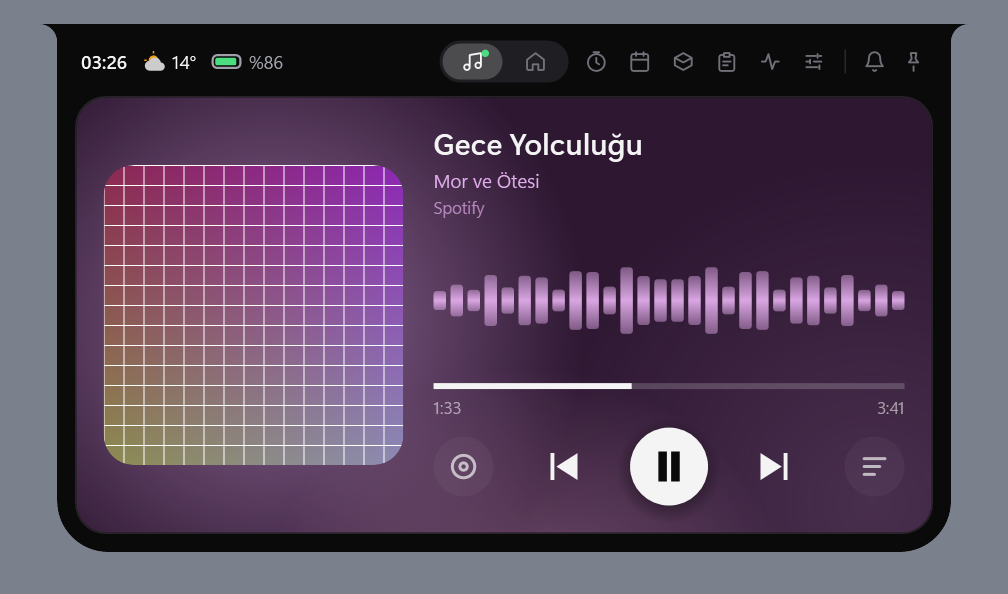 03:26 14° %86
Gece Yolculuğu
Mor ve Ötesi
Spotify
1:33 3:41